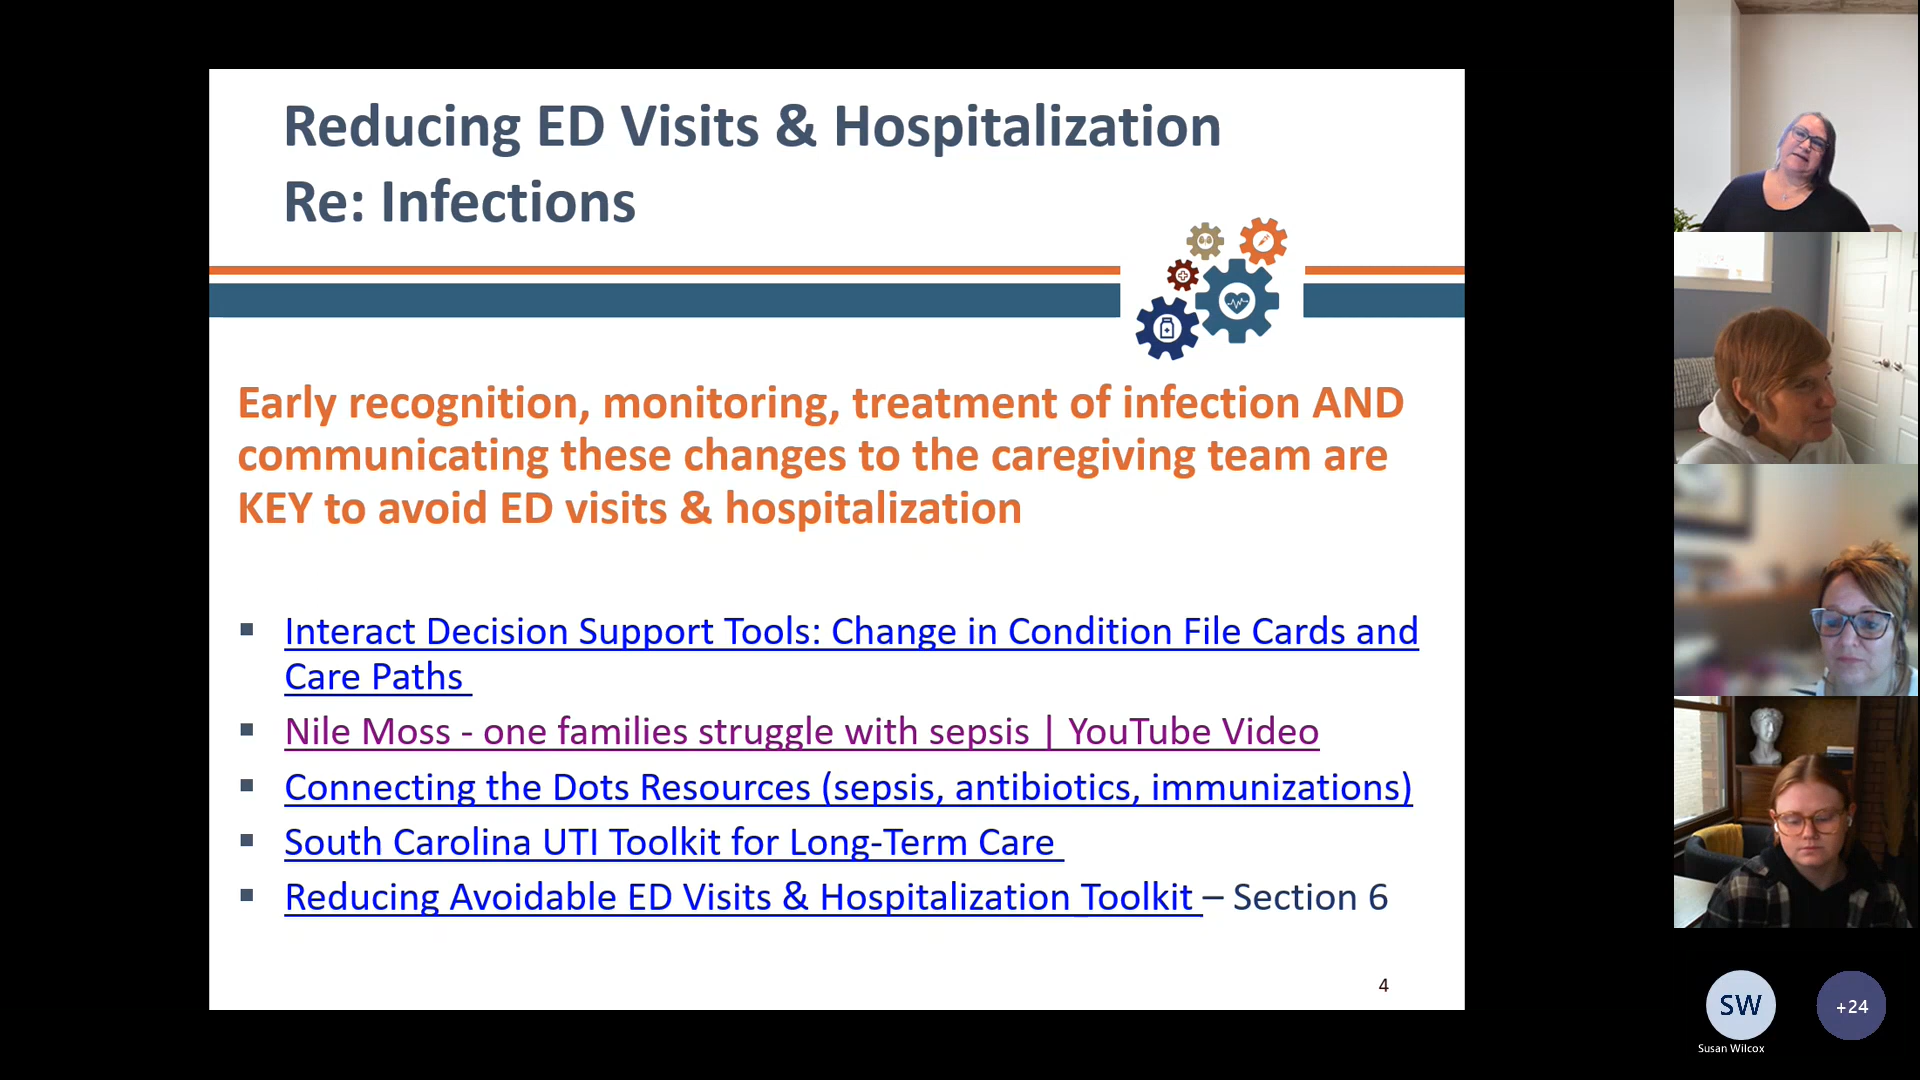 Reducing ED Visits & Hospitalization
Re: Infections
Early recognition, monitoring, treatment of infection AND
communicating these changes to the caregiving team are
KEY to avoid ED visits & hospitalization
Interact Decision Support Tools: Change in Condition File Cards and
Care Paths
Nile Moss - one families struggle with sepsis | YouTube Video
Connecting the Dots Resources (sepsis, antibiotics, immunizations)
South Carolina UTI Toolkit for Long-Term Care
Reducing Avoidable ED Visits & Hospitalization Toolkit – Section 6
4
SW
+24
Susan Wilcox